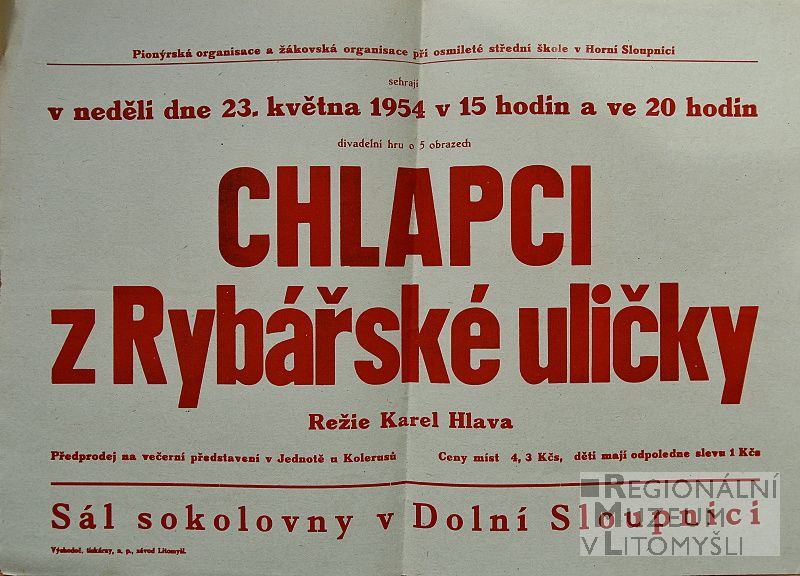 Pionýrská organisace a žákovská organisace při osmileté střední škole v Horní Sloupnici
sehrají
v neděli dne 23. května 1954 v 15 hodin a ve 20 hodin
divadelní hru o 5 obrazech
CHLAPCI
z Rybářské uličky
Režie Karel Hlava
Předprodej na večerní představení v Jednotě u Kolerusů Ceny míst 4, 3 Kčs, děti mají odpoledne slevu 1 Kčs
Sál sokolovny v Dolní Sloupnici
Východoč. tiskárny, n. p., závod Litomyšl.
REGIONÁLNÍ
MUZEUM
V LITOMYŠLI